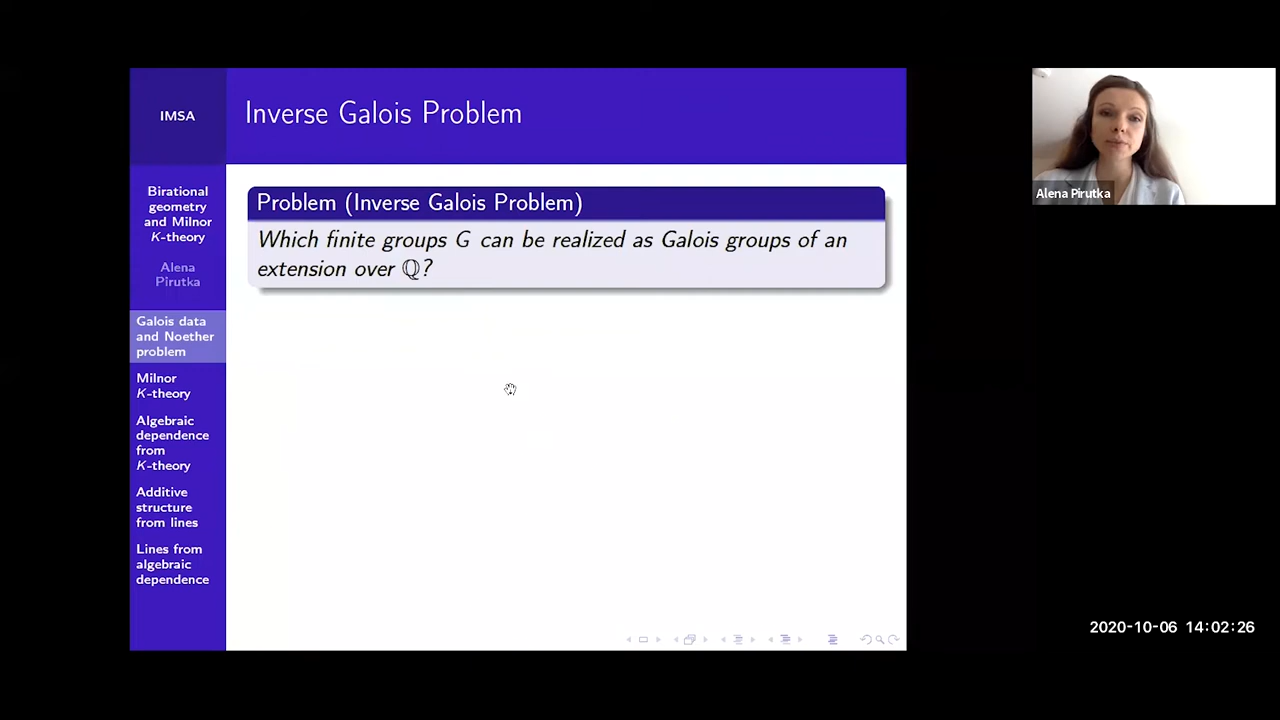 IMSA
Inverse Galois Problem
Birational
geometry
and Milnor
K-theory
Alena
Pirutka
Galois data
and Noether
problem
Milnor
K-theory
Algebraic
dependence
from
K-theory
Additive
structure
from lines
Lines from
algebraic
dependence
Problem (Inverse Galois Problem)
Which finite groups G can be realized as Galois groups of an
extension over ℚ?
Alena Pirutka
2020-10-06 14:02:26